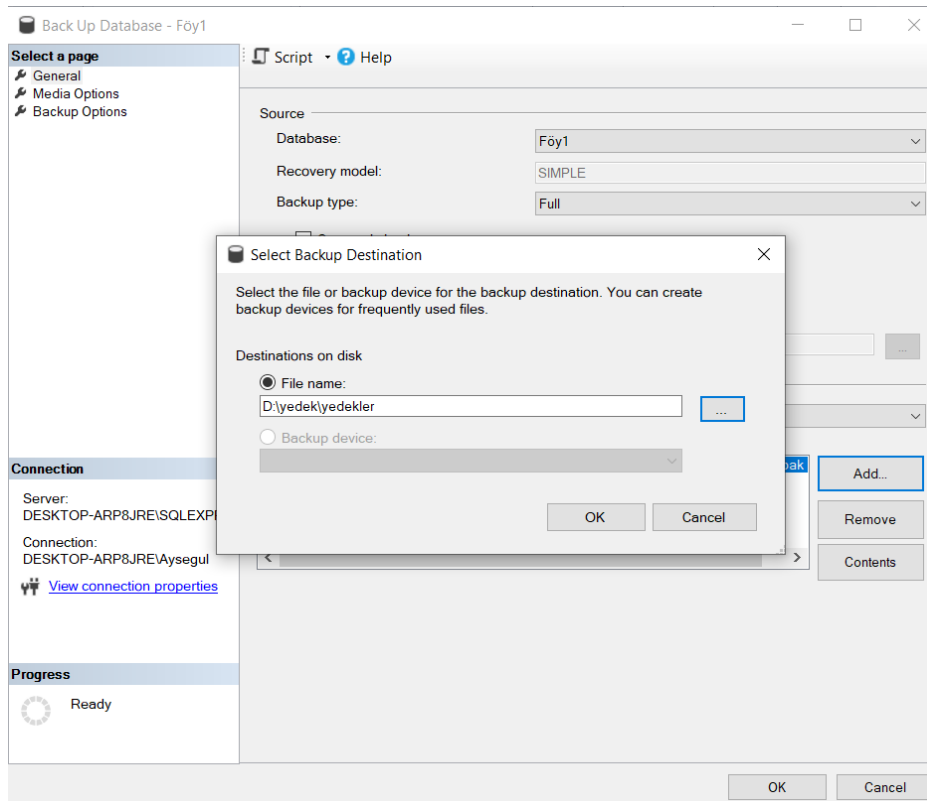 Back Up Database - Föy1
Select a page
General
Media Options
Backup Options
Script
Help
Source
Database:
Föy1
Recovery model:
SIMPLE
Backup type:
Full
Select Backup Destination
Select the file or backup device for the backup destination. You can create
backup devices for frequently used files.
Destinations on disk
File name:
D:\yedek\yedekler
...
Backup device:
OK
Cancel
...
bak
Add...
Remove
Contents
Connection
Server:
DESKTOP-ARP8JRE\SQLEXP
Connection:
DESKTOP-ARP8JRE\Aysegul
View connection properties
Progress
Ready
OK
Cancel